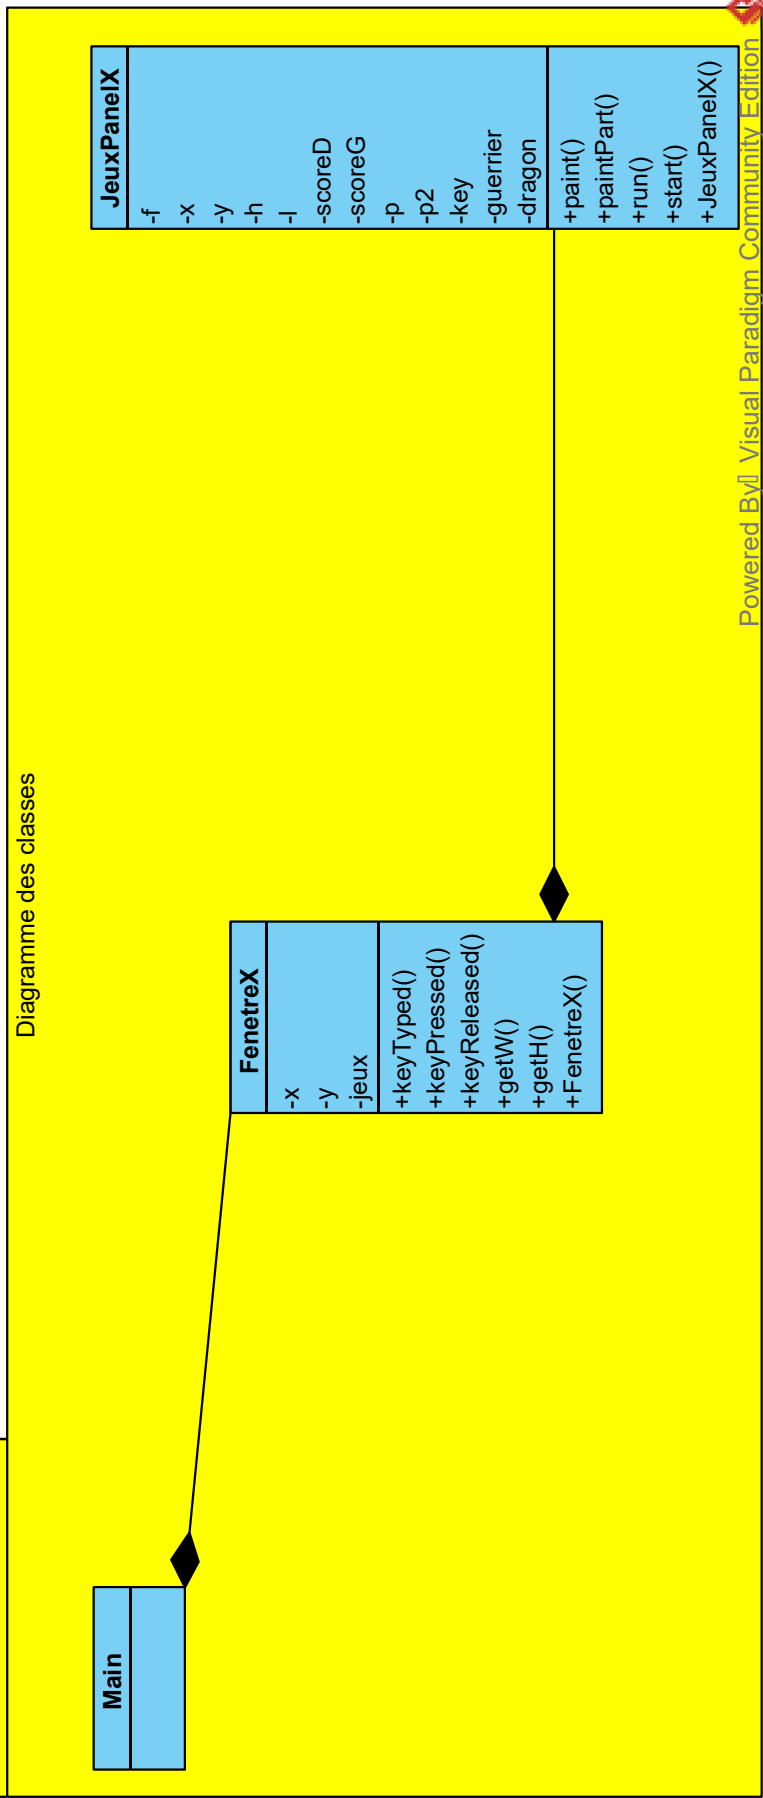 Diagramme des classes
Main
FenetreX
-x
-y
-jeux
+keyTyped()
+keyPressed()
+keyReleased()
+getW()
+getH()
+FenetreX()
JeuxPanelX
-f
-x
-y
-h
-l
-scoreD
-scoreG
-p
-p2
-key
-guerrier
-dragon
+paint()
+paintPart()
+run()
+start()
+JeuxPanelX()
Powered By Visual Paradigm Community Edition